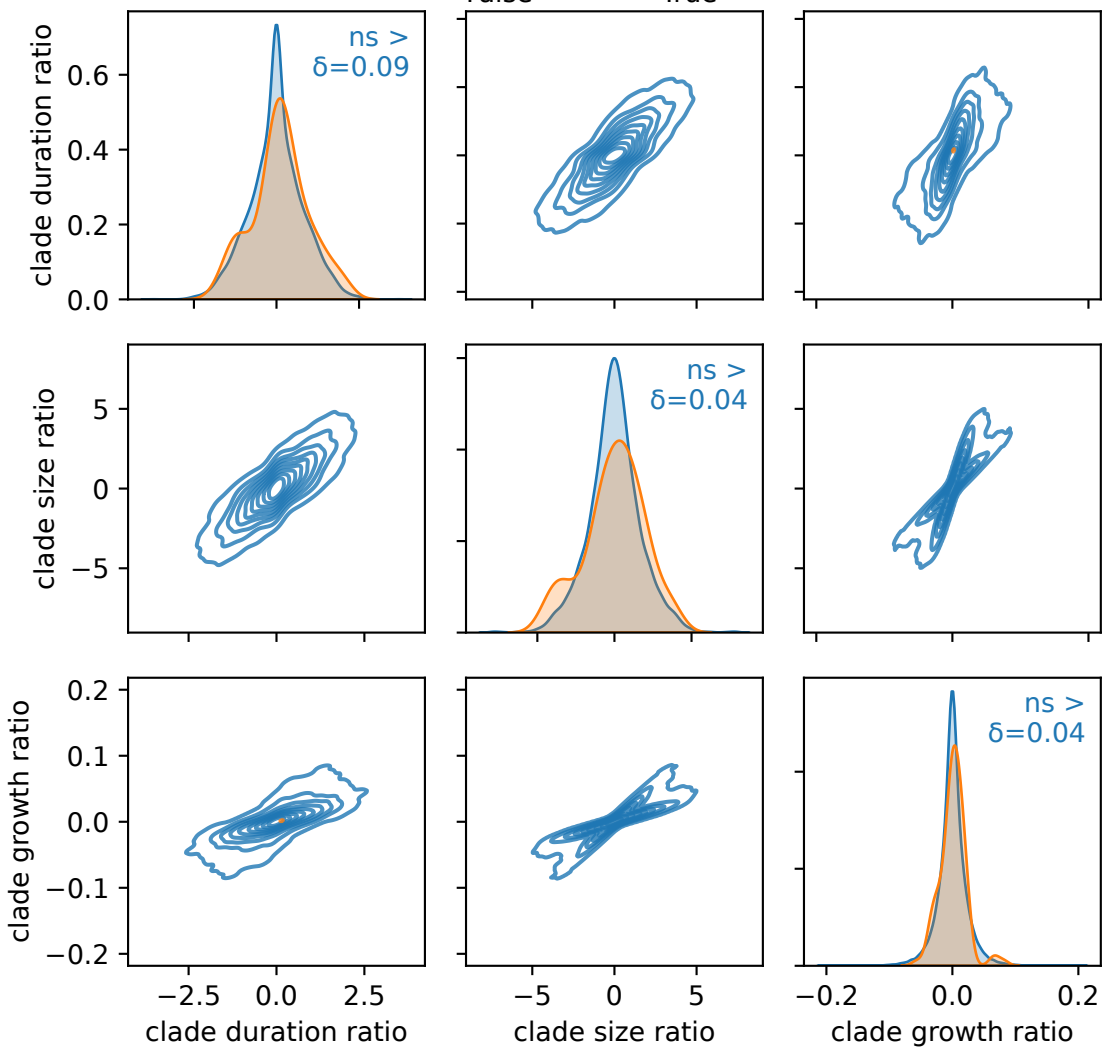 False True
clade duration ratio
0.6
0.4
0.2
0.0
ns >
δ=0.09
clade size ratio
5
0
−5
ns >
δ=0.04
clade growth ratio
0.2
0.1
0.0
−0.1
−0.2
ns >
δ=0.04
−2.5 0.0 2.5
−5 0 5
−0.2 0.0 0.2
clade duration ratio
clade size ratio
clade growth ratio